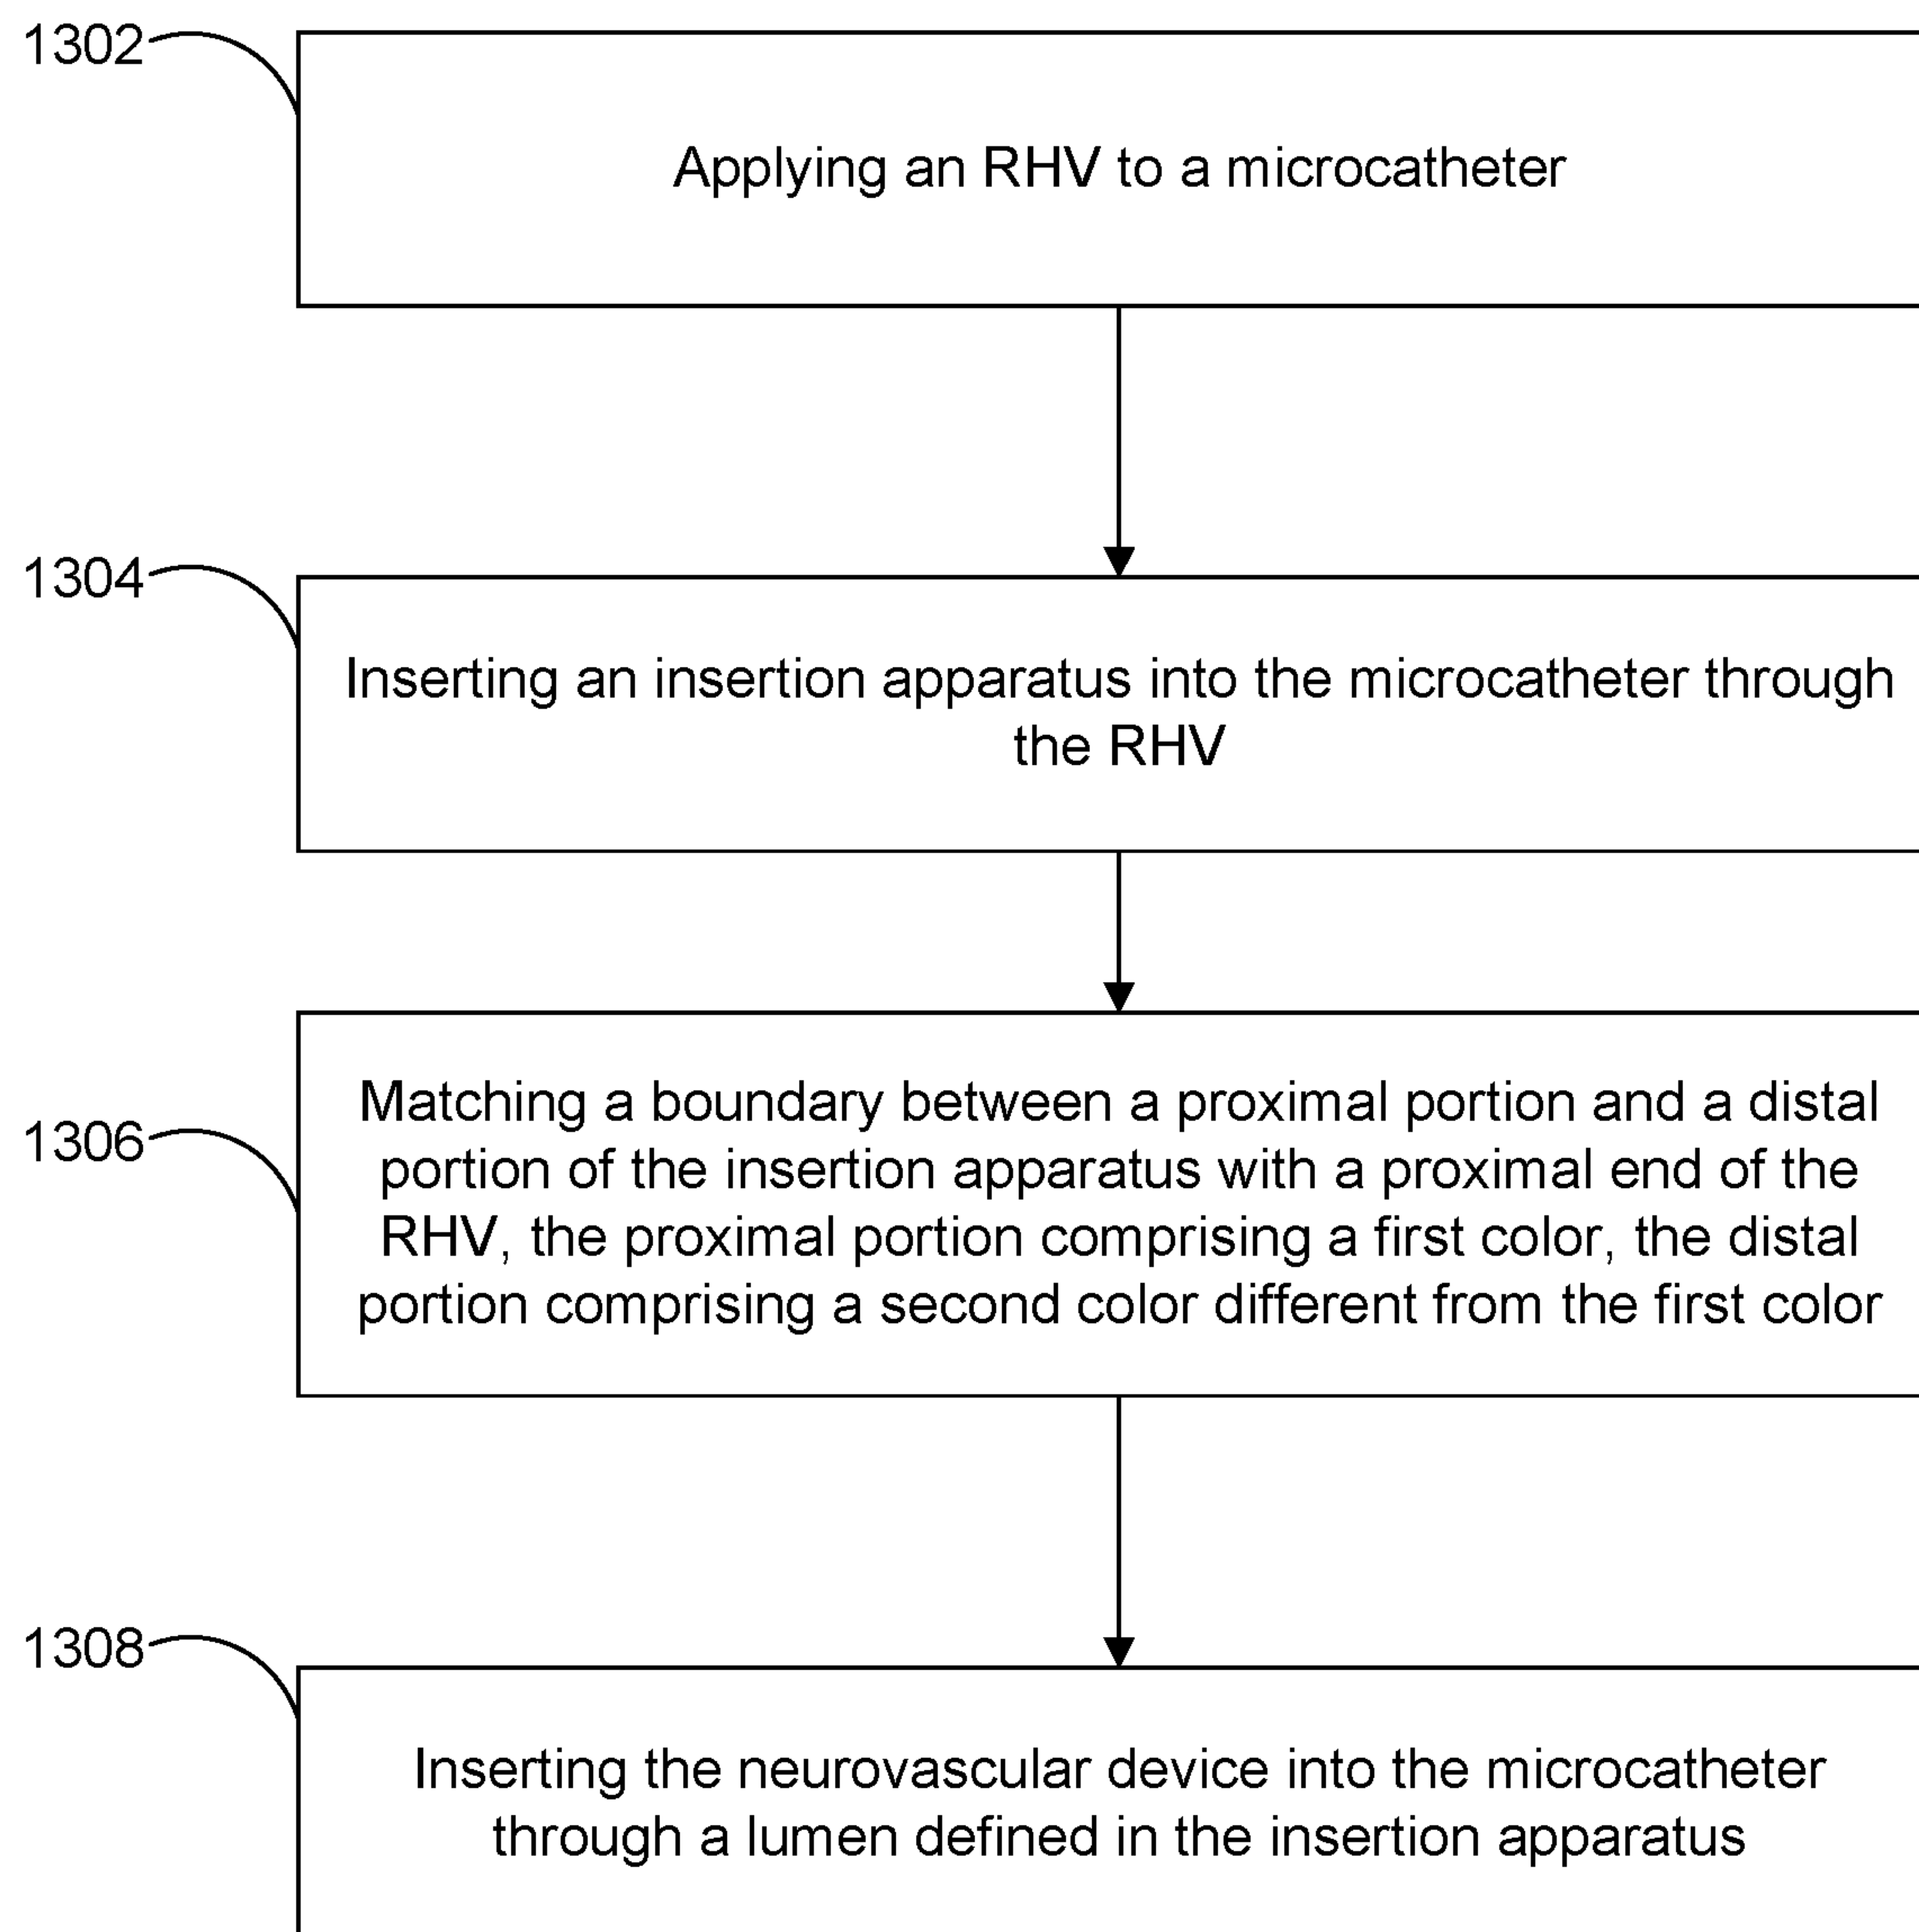 1302
Applying an RHV to a microcatheter
1304
Inserting an insertion apparatus into the microcatheter through
the RHV
1306
Matching a boundary between a proximal portion and a distal
portion of the insertion apparatus with a proximal end of the
RHV, the proximal portion comprising a first color, the distal
portion comprising a second color different from the first color
1308
Inserting the neurovascular device into the microcatheter
through a lumen defined in the insertion apparatus